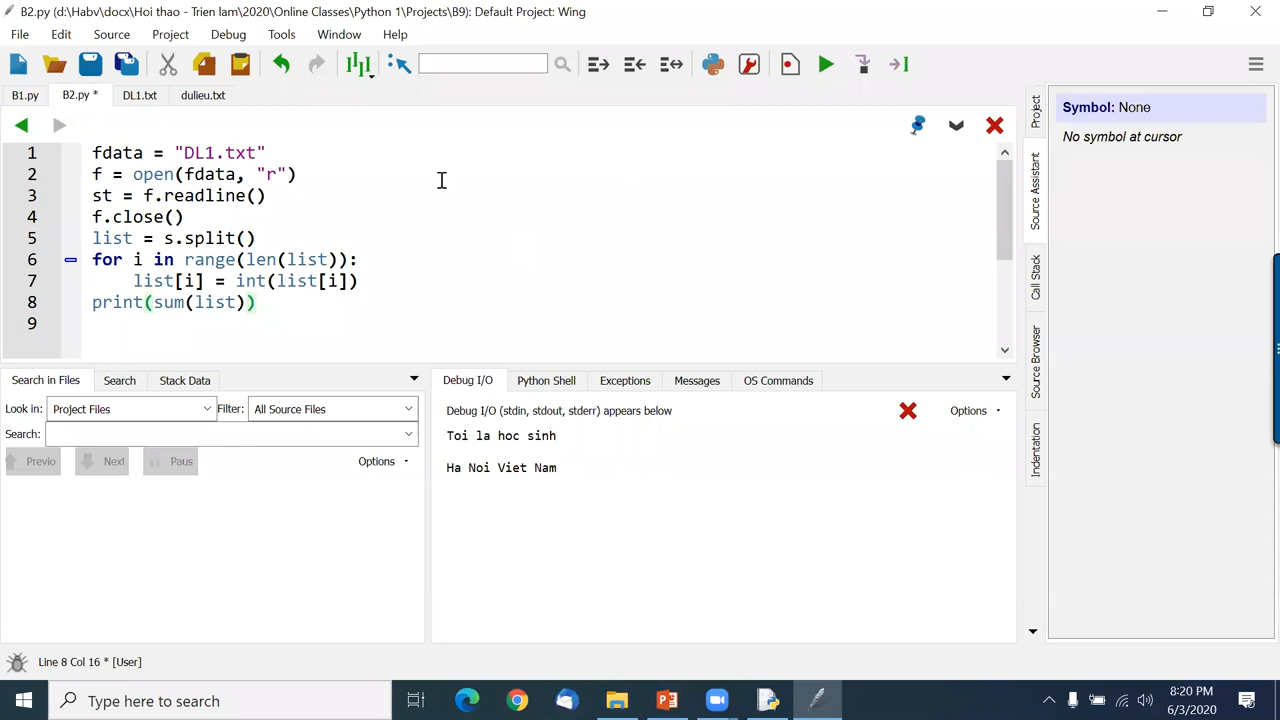 B2.py (d:\Habv\docx\Hoi thao - Trien lam\2020\Online Classes\Python 1\Projects\B9): Default Project: Wing
File Edit Source Project Debug Tools Window Help
B1.py B2.py * DL1.txt dulieu.txt
1 fdata = "DL1.txt"
2 f = open(fdata, "r")
3 st = f.readline()
4 f.close()
5 list = s.split()
6 for i in range(len(list)):
7     list[i] = int(list[i])
8 print(sum(list))
9
Project
Source Assistant
Call Stack
Source Browser
Indentation
Symbol: None
No symbol at cursor
Search in Files Search Stack Data
Look in: Project Files Filter: All Source Files
Search:
Previo Next Paus Options
Debug I/O Python Shell Exceptions Messages OS Commands
Debug I/O (stdin, stdout, stderr) appears below Options
Toi la hoc sinh
Ha Noi Viet Nam
Line 8 Col 16 * [User]
Type here to search
8:20 PM
6/3/2020